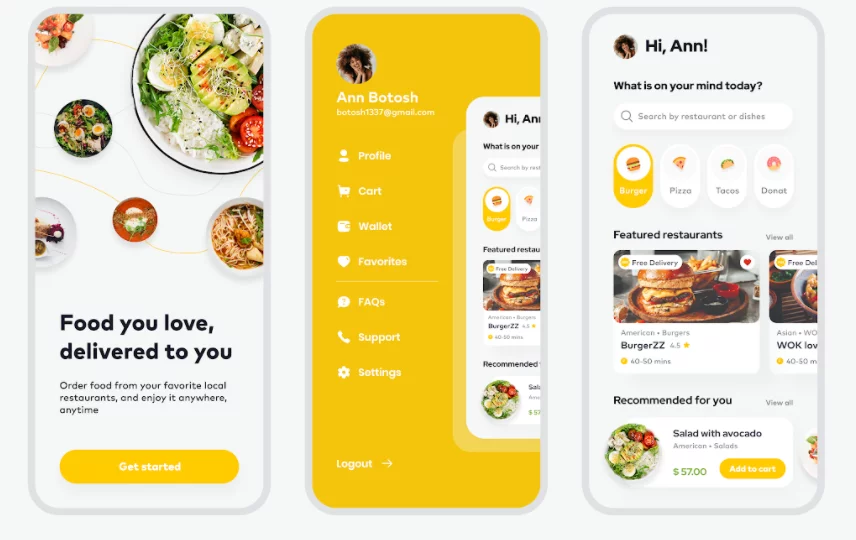 Food you love,
delivered to you
Order food from your favorite local
restaurants, and enjoy it anywhere,
anytime
Get started
Ann Botosh
botosh1337@gmail.com
Profile
Cart
Wallet
Favorites
FAQs
Support
Settings
Logout
Hi, Ann
What is on your
Search by rest
Burger
Pizza
Featured restau
Free Delivery
American • Burgers
BurgerZZ 4.5
40-50 mins
Recommended
Sala
Amer
$ 57
Hi, Ann!
What is on your mind today?
Search by restaurant or dishes
Burger Pizza Tacos Donat
Featured restaurants View all
Free Delivery
Free Del
American • Burgers
BurgerZZ 4.5
40-50 mins
Asian • WO
WOK lov
40-50 m
Recommended for you View all
Salad with avocado
American • Salads
$ 57.00 Add to cart